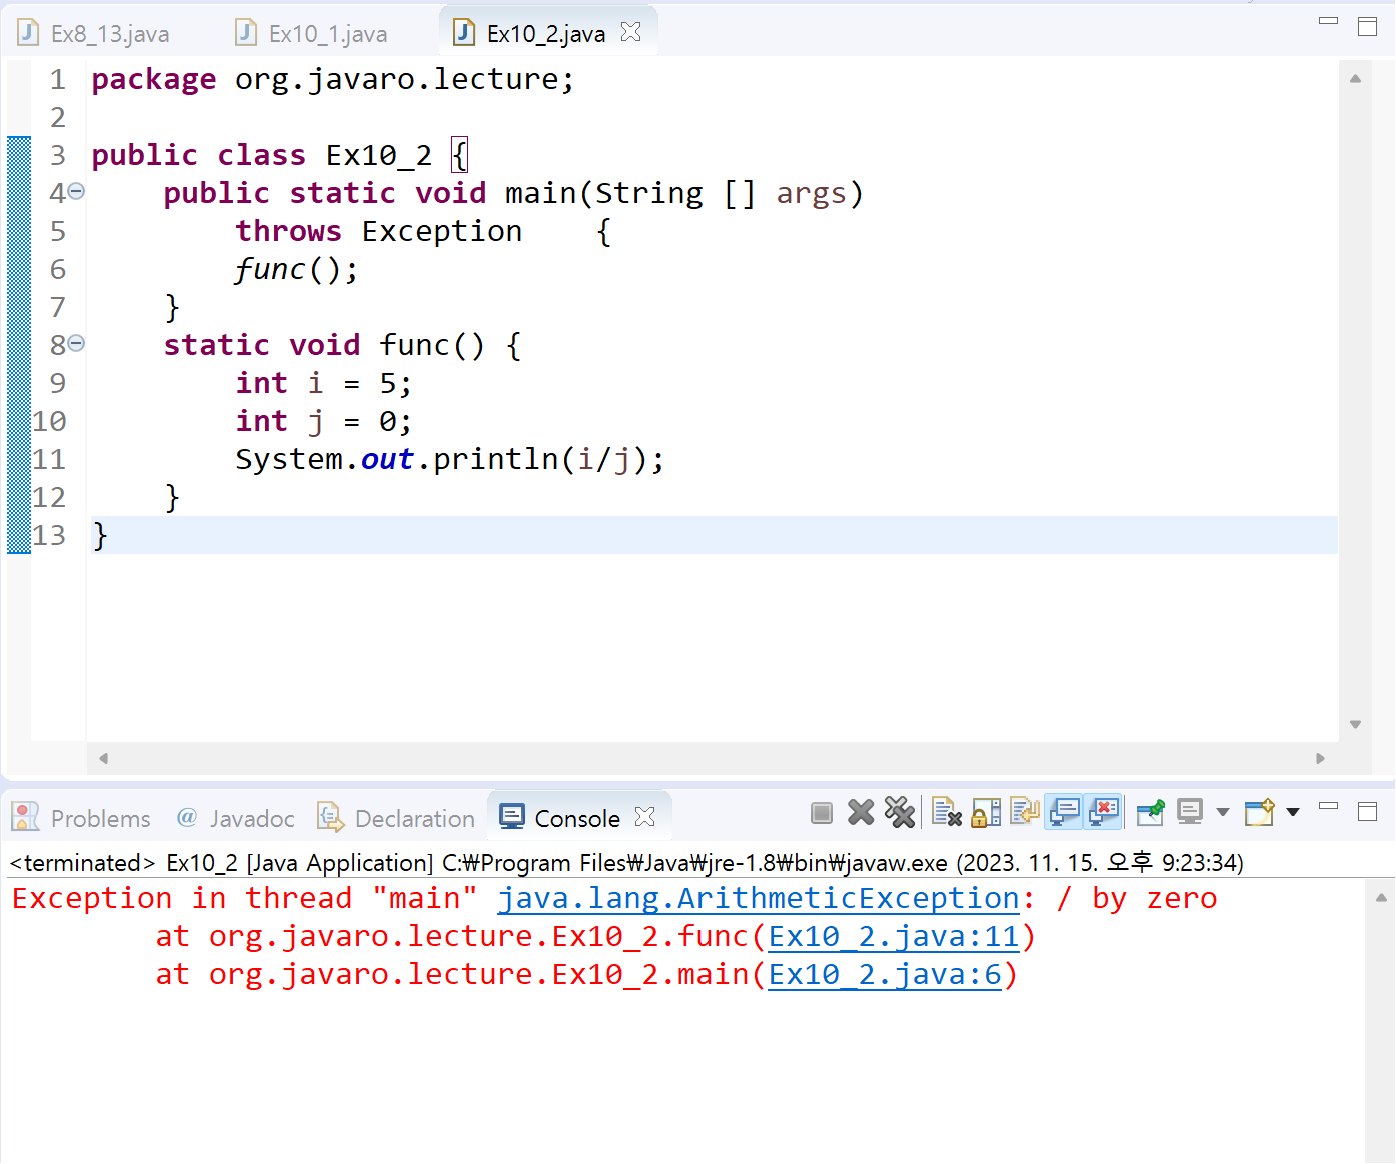 Ex8_13.java Ex10_1.java Ex10_2.java
1 package org.javaro.lecture;
2
3 public class Ex10_2 {
4 public static void main(String [] args)
5 throws Exception {
6 func();
7 }
8 static void func() {
9 int i = 5;
10 int j = 0;
11 System.out.println(i/j);
12 }
13 }
Problems @ Javadoc Declaration Console
<terminated> Ex10_2 [Java Application] C:₩Program Files₩Java₩jre-1.8₩bin₩javaw.exe (2023. 11. 15. 오후 9:23:34)
Exception in thread "main" java.lang.ArithmeticException: / by zero
at org.javaro.lecture.Ex10_2.func(Ex10_2.java:11)
at org.javaro.lecture.Ex10_2.main(Ex10_2.java:6)